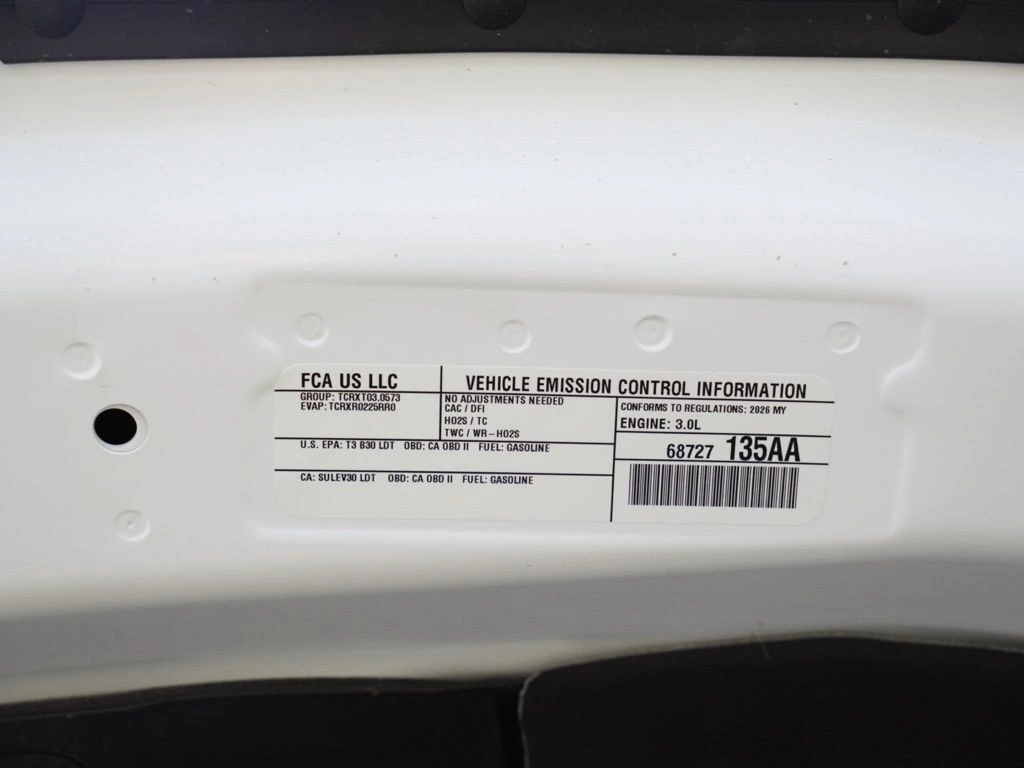 FCA US LLC
GROUP: TCRXT03.0573
EVAP: TCRXR0225RR0
VEHICLE EMISSION CONTROL INFORMATION
NO ADJUSTMENTS NEEDED
CAC / DFI
HO2S / TC
TWC / WR-HO2S
CONFORMS TO REGULATIONS: 2026 MY
ENGINE: 3.0L
U.S. EPA: T3 B30 LDT OBD: CA OBD II FUEL: GASOLINE
68727 135AA
CA: SULEV30 LDT OBD: CA OBD II FUEL: GASOLINE